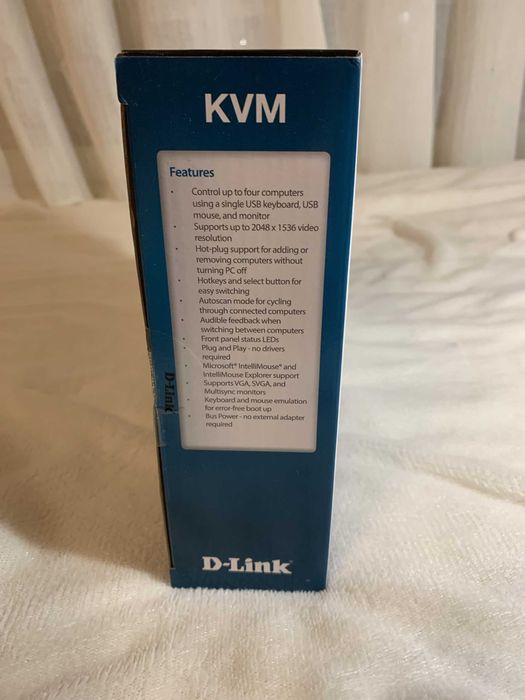 KVM
Features
• Control up to four computers
using a single USB keyboard, USB
mouse, and monitor
• Supports up to 2048 x 1536 video
resolution
• Hot-plug support for adding or
removing computers without
turning PC off
• Hotkeys and select button for
easy switching
• Autoscan mode for cycling
through connected computers
• Audible feedback when
switching between computers
• Front panel status LEDs
• Plug and Play - no drivers
required
• Microsoft® IntelliMouse® and
IntelliMouse Explorer support
• Supports VGA, SVGA, and
Multisync monitors
• Keyboard and mouse emulation
for error-free boot up
• Bus Power - no external adapter
required
D-Link
D-Link